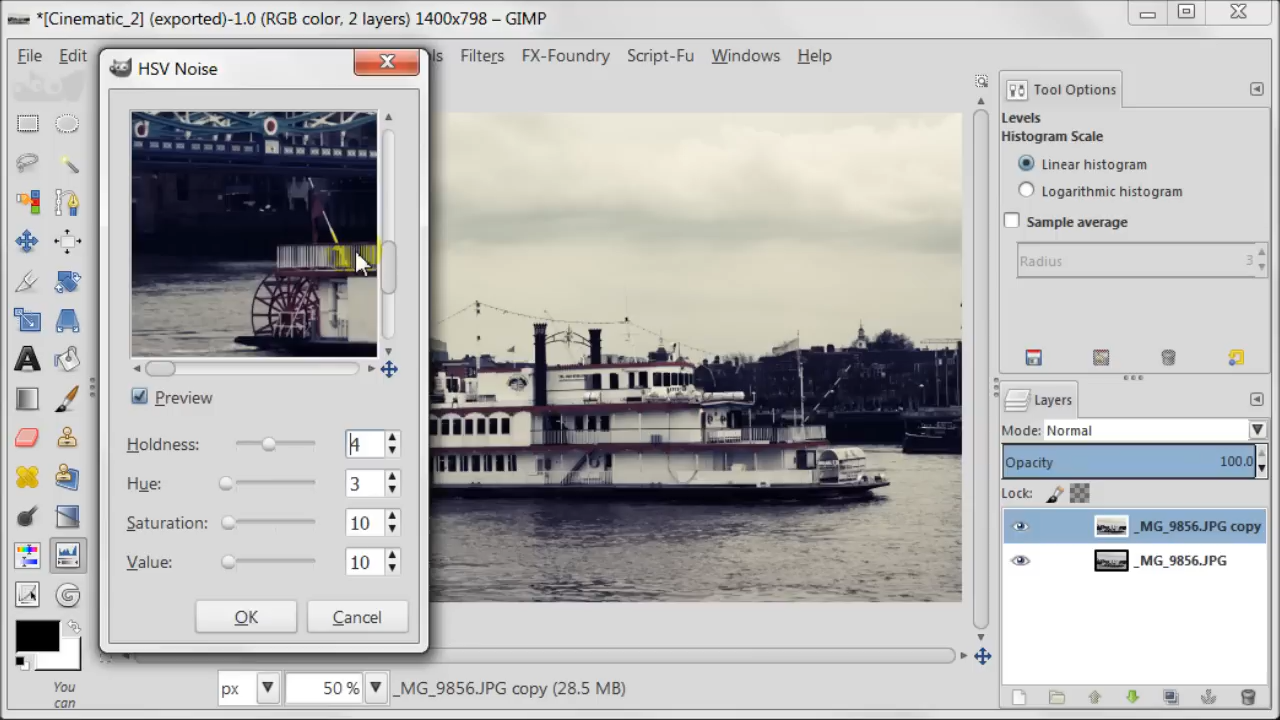 *[Cinematic_2] (exported)-1.0 (RGB color, 2 layers) 1400x798 – GIMP
File Edit ls Filters FX-Foundry Script-Fu Windows Help
HSV Noise
Preview
Holdness: 4
Hue: 3
Saturation: 10
Value: 10
OK Cancel
You
can
px 50 % _MG_9856.JPG copy (28.5 MB)
Tool Options
Levels
Histogram Scale
Linear histogram
Logarithmic histogram
Sample average
Radius 3
Layers
Mode: Normal
Opacity 100.0
Lock:
_MG_9856.JPG copy
_MG_9856.JPG